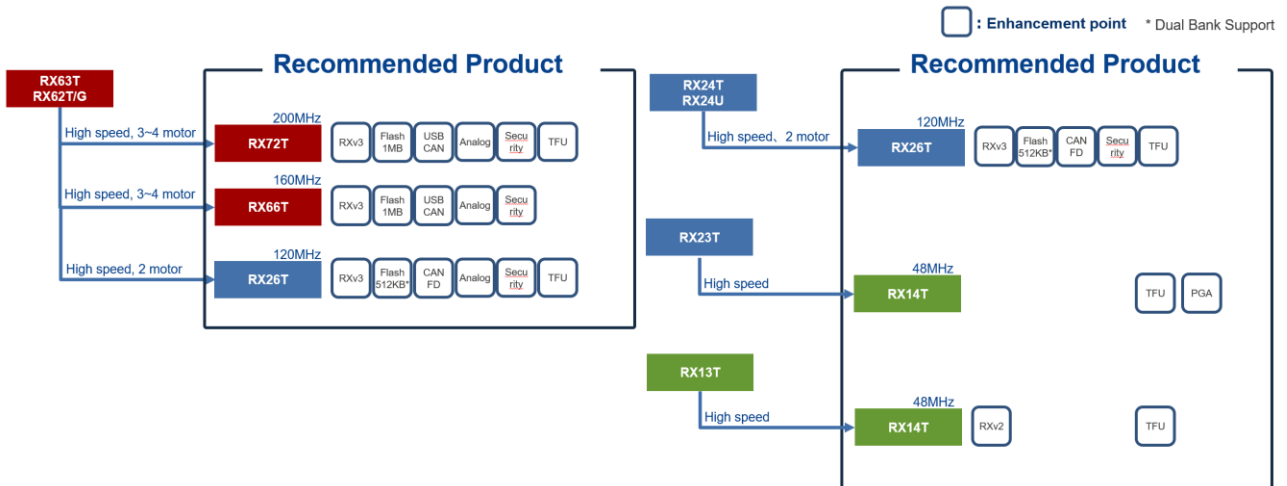 : Enhancement point * Dual Bank Support
Recommended Product
RX63T
RX62T/G
High speed, 3~4 motor
200MHz
RX72T
RXv3
Flash
1MB
USB
CAN
Analog
Secu
rity
TFU
High speed, 3~4 motor
160MHz
RX66T
RXv3
Flash
1MB
USB
CAN
Analog
Secu
rity
High speed, 2 motor
120MHz
RX26T
RXv3
Flash
512KB*
CAN
FD
Analog
Secu
rity
TFU
Recommended Product
RX24T
RX24U
High speed、2 motor
120MHz
RX26T
RXv3
Flash
512KB*
CAN
FD
Secu
rity
TFU
RX23T
High speed
48MHz
RX14T
TFU
PGA
RX13T
High speed
48MHz
RX14T
RXv2
TFU